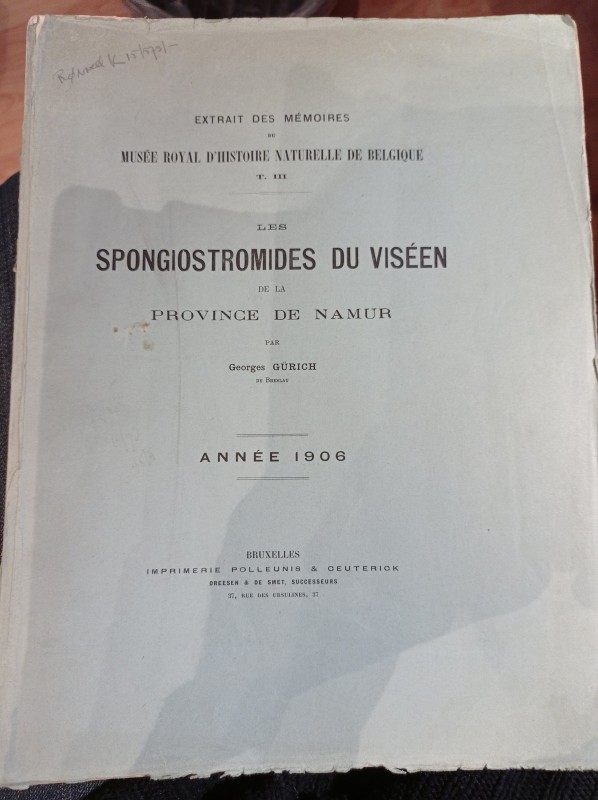 EXTRAIT DES MÉMOIRES
DU
MUSÉE ROYAL D'HISTOIRE NATURELLE DE BELGIQUE
T. III
LES
SPONGIOSTROMIDES DU VISÉEN
DE LA
PROVINCE DE NAMUR
PAR
Georges GÜRICH
DE BRESLAU
ANNÉE 1906
BRUXELLES
IMPRIMERIE POLLEUNIS & CEUTERICK
DREESEN & DE SMET, SUCCESSEURS
37, RUE DES URSULINES, 37